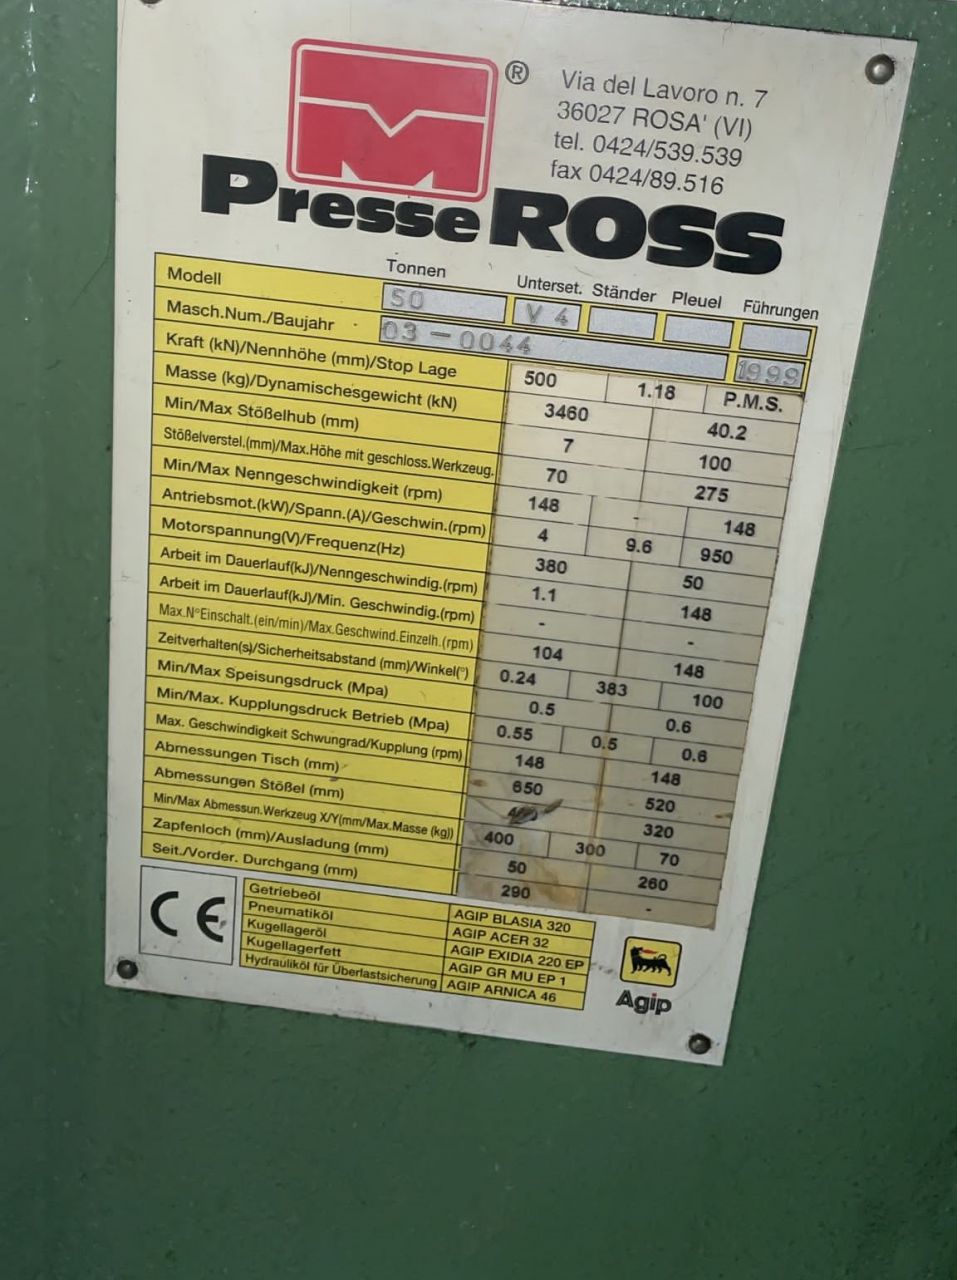 ®
Via del Lavoro n. 7
36027 ROSA' (VI)
tel. 0424/539.539
fax 0424/89.516
Presse ROSS
Tonnen Unterset. Ständer Pleuel Führungen
Modell 50 V 4
Masch.Num./Baujahr 03-0044 1999
Kraft (kN)/Nennhöhe (mm)/Stop Lage 500 1.18 P.M.S.
Masse (kg)/Dynamischesgewicht (kN) 3460 40.2
Min/Max Stößelhub (mm) 7 100
Stößelverstel.(mm)/Max.Höhe mit geschloss.Werkzeug. 70 275
Min/Max Nenngeschwindigkeit (rpm) 148 - 148
Antriebsmot.(kW)/Spann.(A)/Geschwin.(rpm) 4 9.6 950
Motorspannung(V)/Frequenz(Hz) 380 50
Arbeit im Dauerlauf(kJ)/Nenngeschwindig.(rpm) 1.1 148
Arbeit im Dauerlauf(kJ)/Min. Geschwindig.(rpm) - -
Max.N°Einschalt.(ein/min)/Max.Geschwind.Einzelh.(rpm) 104 148
Zeitverhalten(s)/Sicherheitsabstand (mm)/Winkel(°) 0.24 383 100
Min/Max Speisungsdruck (Mpa) 0.5 0.6
Min/Max. Kupplungsdruck Betrieb (Mpa) 0.55 0.5 0.6
Max. Geschwindigkeit Schwungrad/Kupplung (rpm) 148 148
Abmessungen Tisch (mm) 650 520
Abmessungen Stößel (mm) 320
Min/Max Abmessun.Werkzeug X/Y(mm/Max.Masse (kg)) 400 300 70
Zapfenloch (mm)/Ausladung (mm) 50 260
Seit./Vorder. Durchgang (mm) 290 -
CE
Getriebeöl AGIP BLASIA 320
Pneumatiköl AGIP ACER 32
Kugellageröl AGIP EXIDIA 220 EP
Kugellagerfett AGIP GR MU EP 1
Hydrauliköl für Überlastsicherung AGIP ARNICA 46
Agip